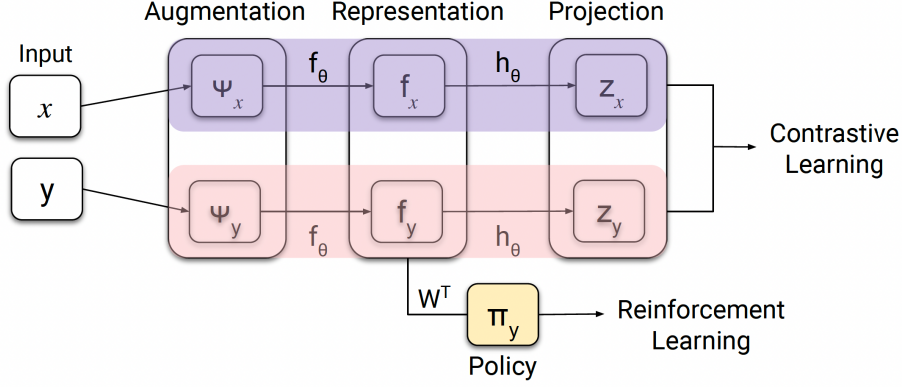 Augmentation Representation Projection
Input
x
ψx
fθ
fx
hθ
zx
Contrastive
Learning
y
ψy
fθ
fy
hθ
zy
Wᵀ
πy
Policy
Reinforcement
Learning